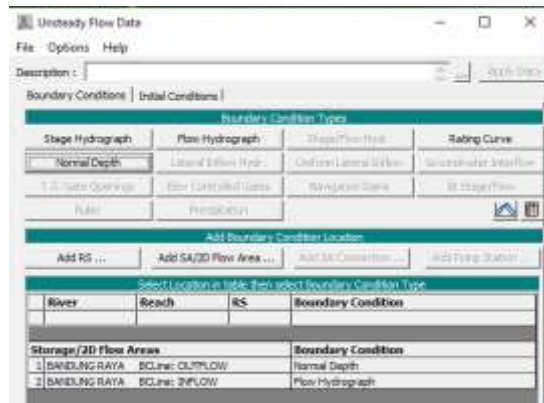 Unsteady Flow Data
File Options Help
Description : ... Apply Data
Boundary Conditions Initial Conditions
Boundary Condition Types
Stage Hydrograph Flow Hydrograph Stage/Flow Hydr. Rating Curve
Normal Depth Lateral Inflow Hydr. Uniform Lateral Inflow Groundwater Interflow
T.S. Gate Openings Elev Controlled Gates Navigation Dams IB Stage/Flow
Rules Precipitation
Add Boundary Condition Location
Add RS ... Add SA/2D Flow Area ... Add SA Connection ... Add Pump Station ...
Select Location in table then select Boundary Condition Type
River Reach RS Boundary Condition
Storage/2D Flow Areas Boundary Condition
1 BANDUNG RAYA BCLine: OUTFLOW Normal Depth
2 BANDUNG RAYA BCLine: INFLOW Flow Hydrograph